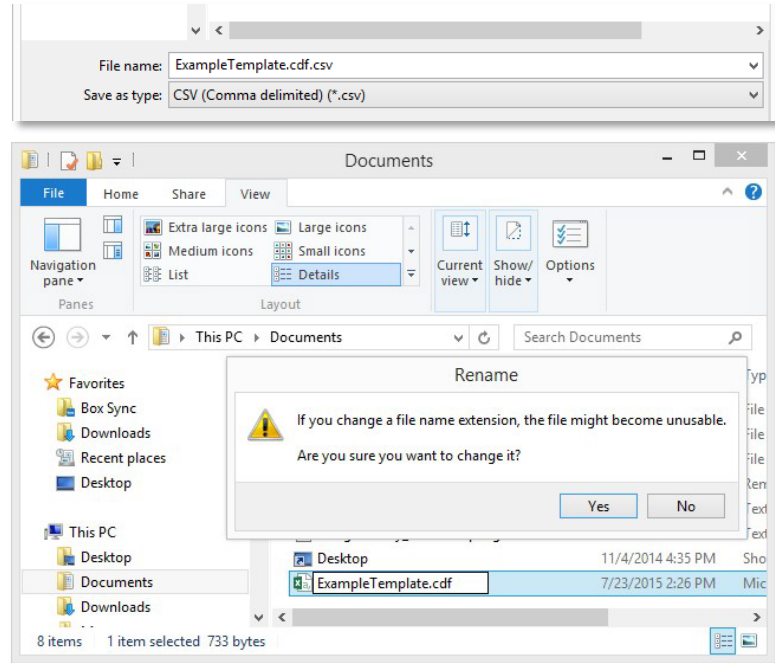 File name: ExampleTemplate.cdf.csv
Save as type: CSV (Comma delimited) (*.csv)
Documents
File Home Share View
Extra large icons Large icons
Medium icons Small icons
List Details
Navigation pane
Current view
Show/ hide
Options
Panes Layout
This PC Documents Search Documents
Favorites
Box Sync
Downloads
Recent places
Desktop
This PC
Desktop
Documents
Downloads
Rename
If you change a file name extension, the file might become unusable.
Are you sure you want to change it?
Yes No
Desktop 11/4/2014 4:35 PM Sho
ExampleTemplate.cdf 7/23/2015 2:26 PM Mic
8 items 1 item selected 733 bytes